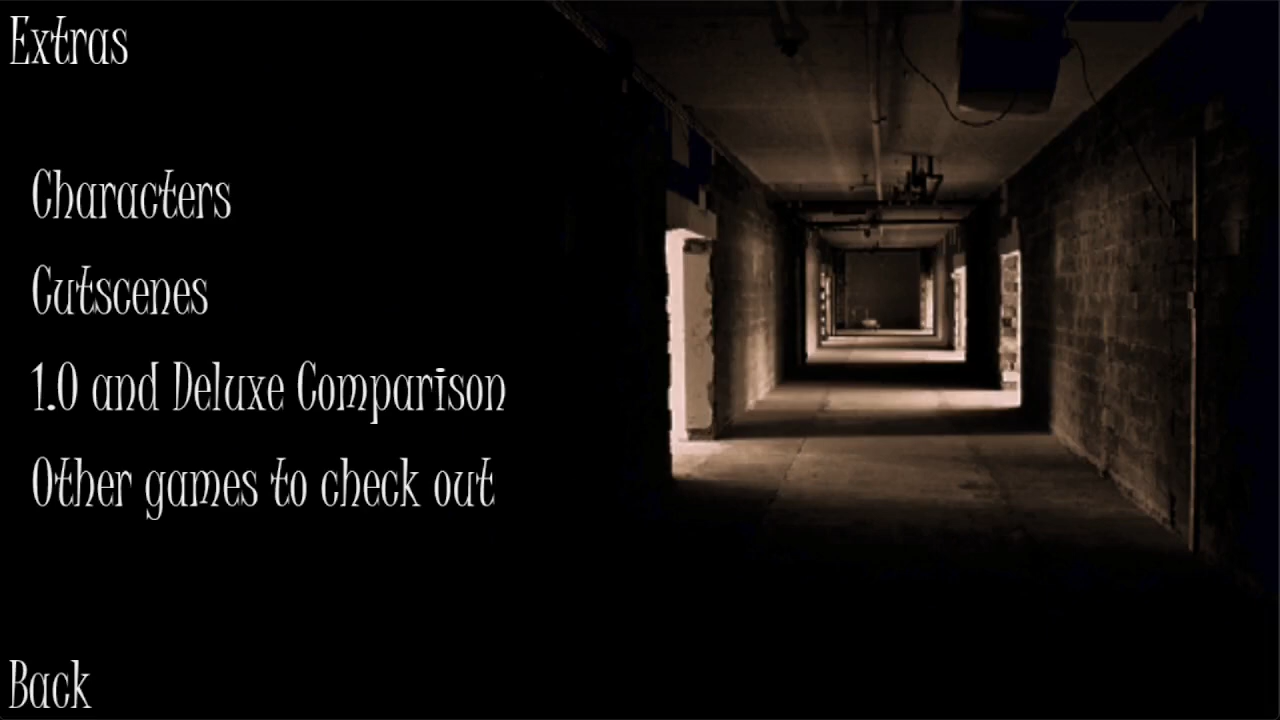 Extras
Characters
Cutscenes
1.0 and Deluxe Comparison
Other games to check out
Back